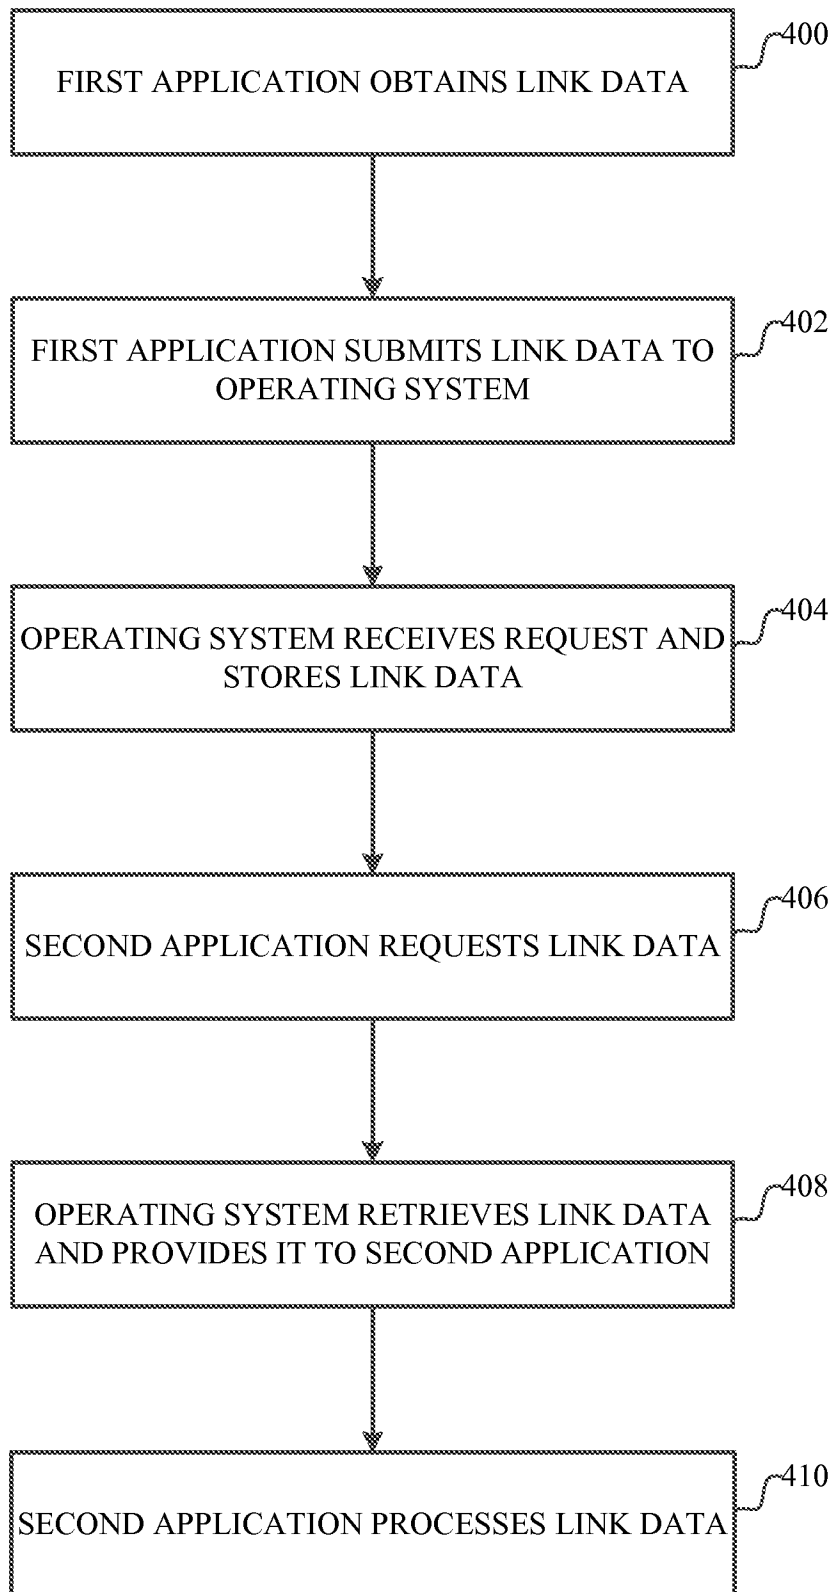 400
FIRST APPLICATION OBTAINS LINK DATA
402
FIRST APPLICATION SUBMITS LINK DATA TO
OPERATING SYSTEM
404
OPERATING SYSTEM RECEIVES REQUEST AND
STORES LINK DATA
406
SECOND APPLICATION REQUESTS LINK DATA
408
OPERATING SYSTEM RETRIEVES LINK DATA
AND PROVIDES IT TO SECOND APPLICATION
410
SECOND APPLICATION PROCESSES LINK DATA